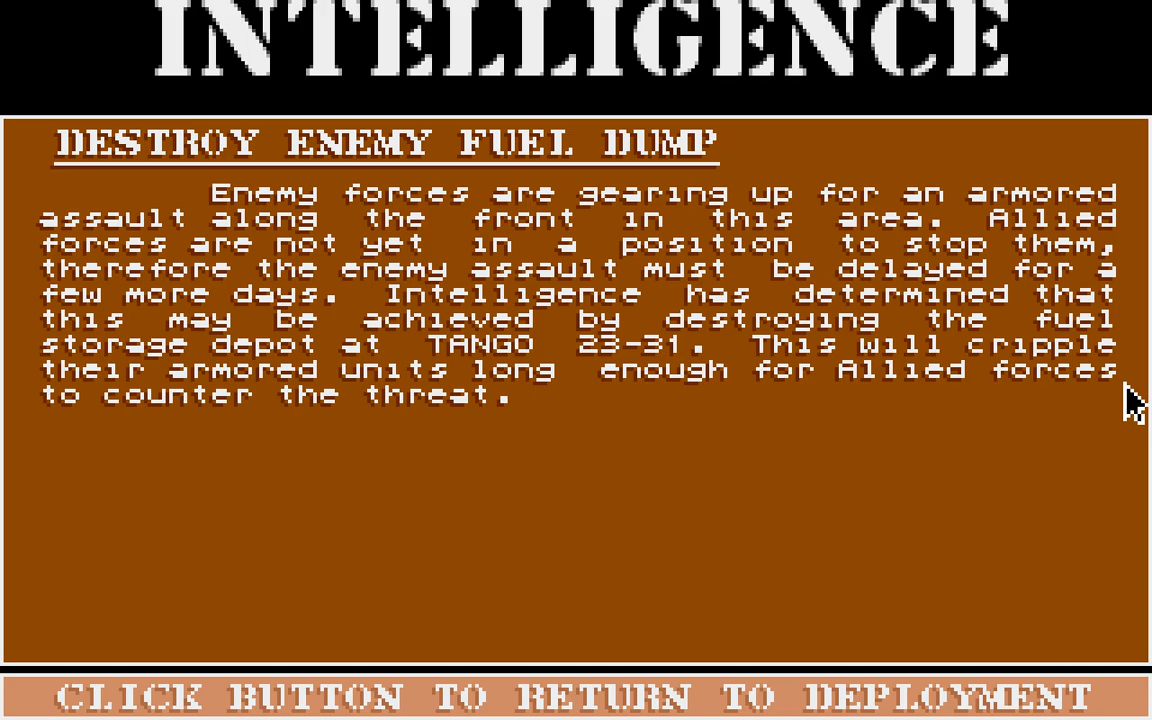 INTELLIGENCE
DESTROY ENEMY FUEL DUMP
Enemy forces are gearing up for an armored
assault along the front in this area. Allied
forces are not yet in a position to stop them,
therefore the enemy assault must be delayed for a
few more days. Intelligence has determined that
this may be achieved by destroying the fuel
storage depot at TANGO 23-31. This will cripple
their armored units long enough for Allied forces
to counter the threat.
CLICK BUTTON TO RETURN TO DEPLOYMENT